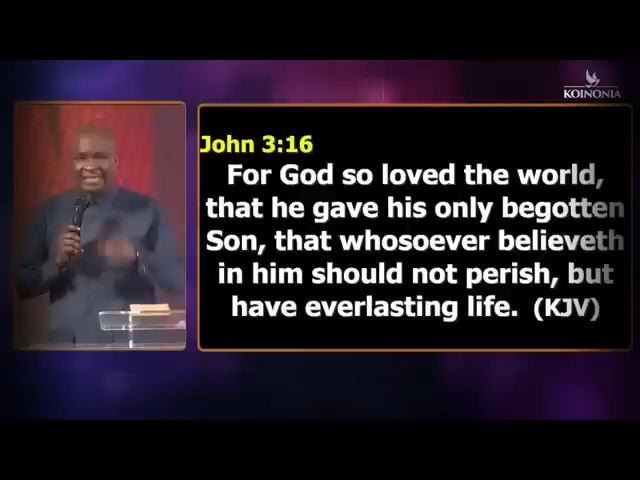 KOINONIA
John 3:16
For God so loved the world,
that he gave his only begotten
Son, that whosoever believeth
in him should not perish, but
have everlasting life. (KJV)